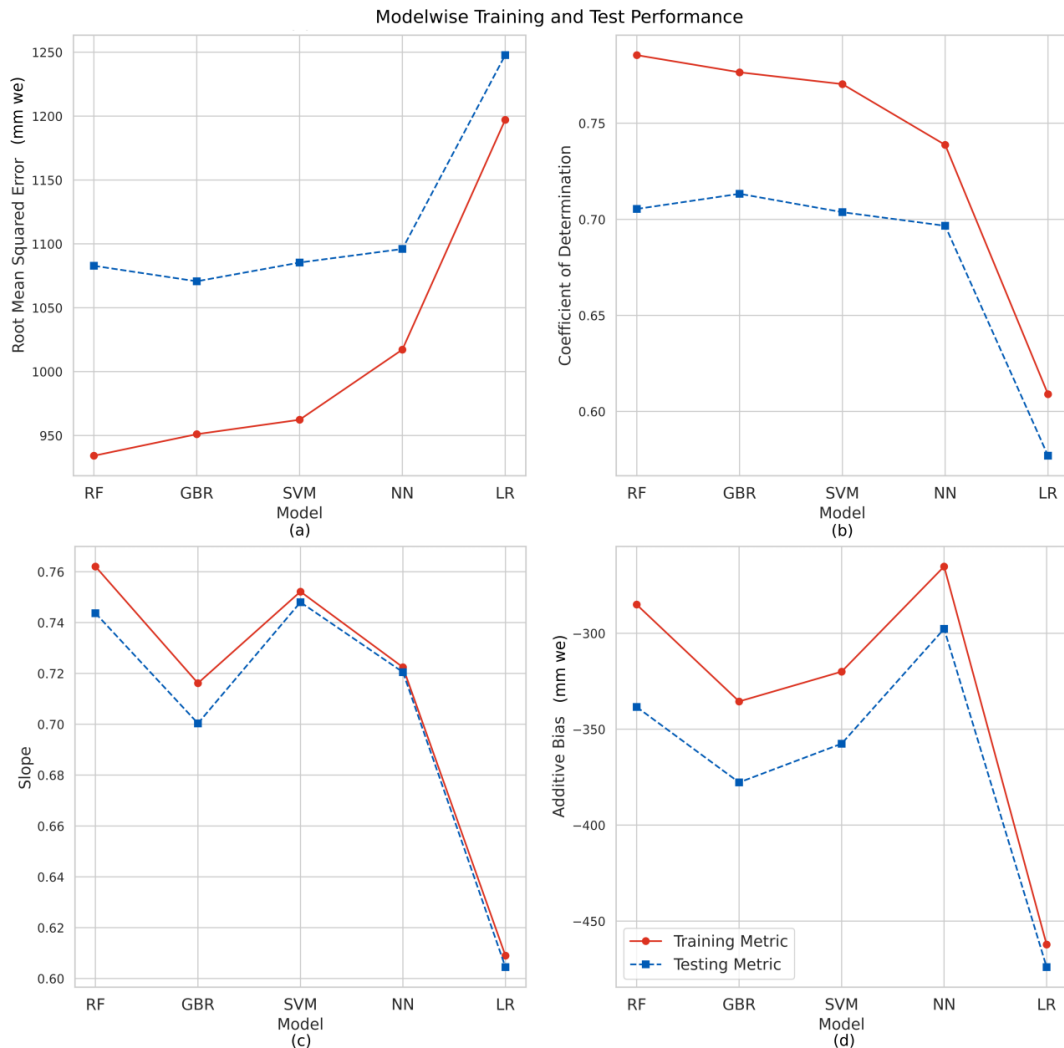 Modelwise Training and Test Performance
Root Mean Squared Error (mm we)
1250
1200
1150
1100
1050
1000
950
RF GBR SVM NN LR
Model
(a)
Coefficient of Determination
0.75
0.70
0.65
0.60
RF GBR SVM NN LR
Model
(b)
Slope
0.76
0.74
0.72
0.70
0.68
0.66
0.64
0.62
0.60
RF GBR SVM NN LR
Model
(c)
Additive Bias (mm we)
−300
−350
−400
−450
Training Metric
Testing Metric
RF GBR SVM NN LR
Model
(d)